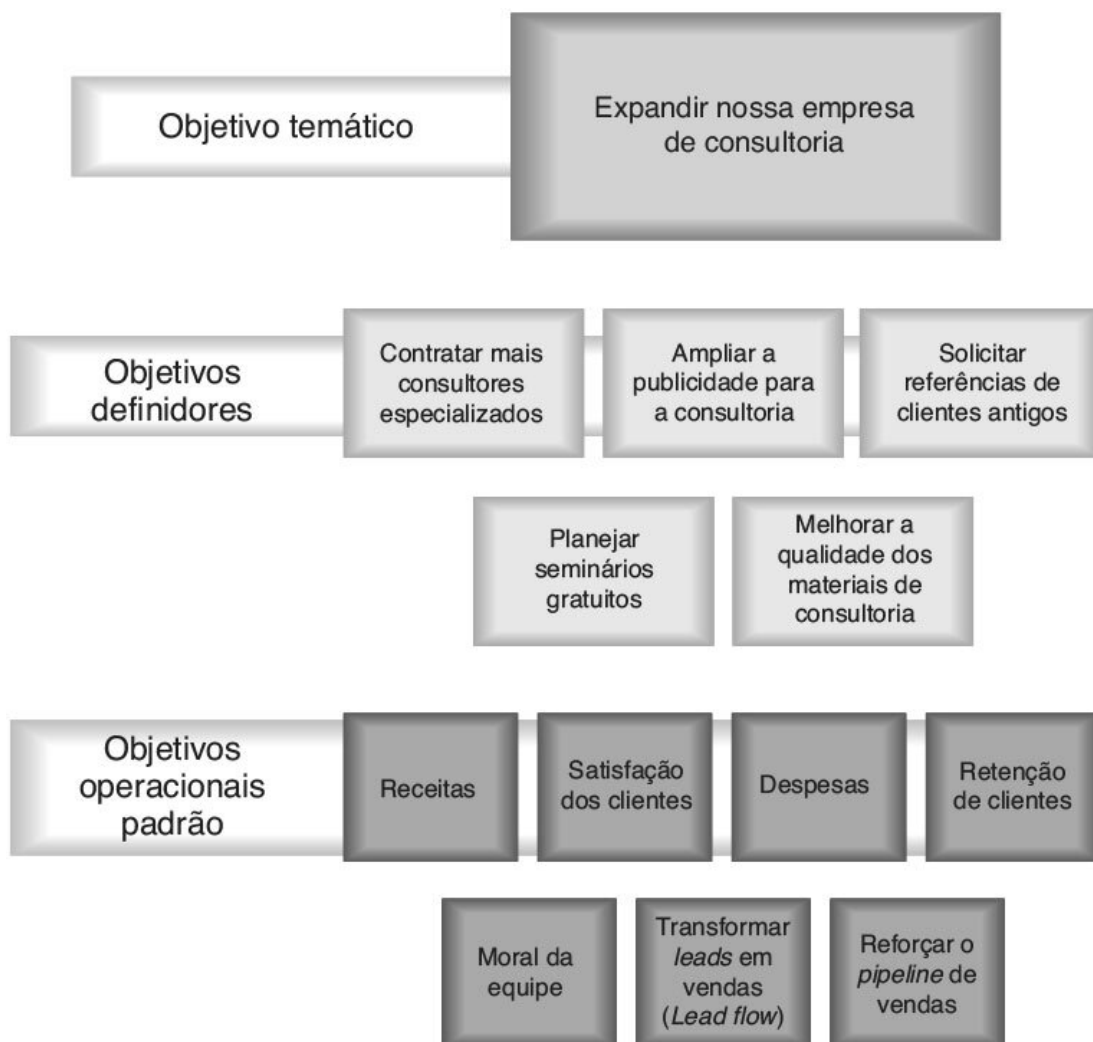 Objetivo temático
Expandir nossa empresa
de consultoria
Objetivos
definidores
Contratar mais
consultores
especializados
Ampliar a
publicidade para
a consultoria
Solicitar
referências de
clientes antigos
Planejar
seminários
gratuitos
Melhorar a
qualidade dos
materiais de
consultoria
Objetivos
operacionais
padrão
Receitas
Satisfação
dos clientes
Despesas
Retenção
de clientes
Moral da
equipe
Transformar
leads em
vendas
(Lead flow)
Reforçar o
pipeline de
vendas